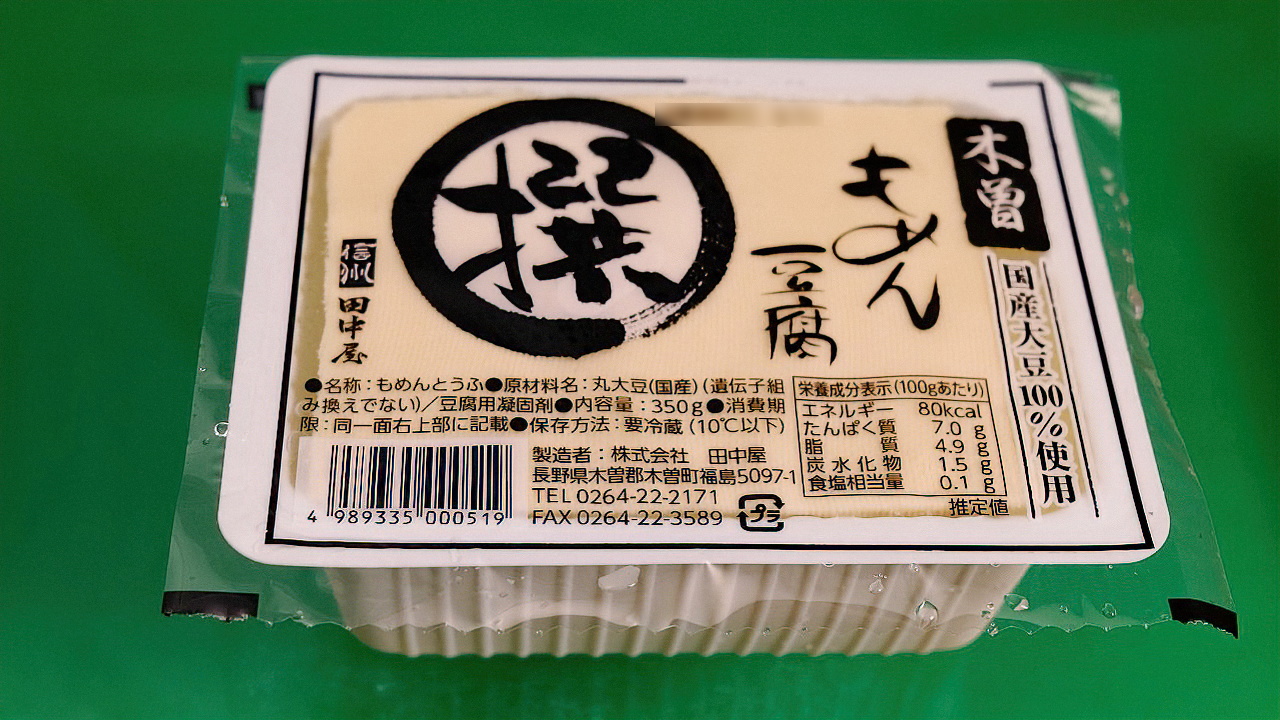 木曽
国産大豆100%使用
もめん
豆腐
撰
信州
田中屋
●名称：もめんとうふ●原材料名：丸大豆(国産)(遺伝子組
み換えでない)／豆腐用凝固剤●内容量：350g●消費期
限：同一面右上部に記載●保存方法：要冷蔵(10℃以下)
栄養成分表示(100gあたり)
エネルギー 80kcal
たんぱく質 7.0 g
脂質 4.9 g
炭水化物 1.5 g
食塩相当量 0.1 g
推定値
製造者：株式会社 田中屋
長野県木曽郡木曽町福島5097-1
TEL 0264-22-2171
FAX 0264-22-3589
プラ
4 989335 000519